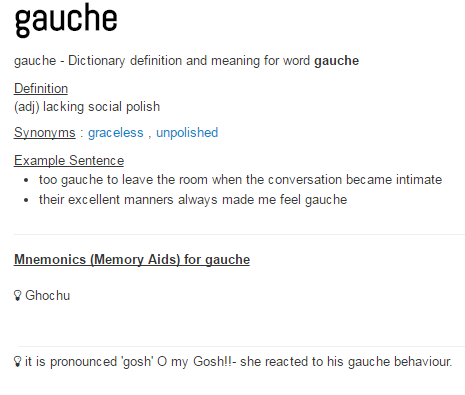 gauche
gauche - Dictionary definition and meaning for word gauche
Definition
(adj) lacking social polish
Synonyms : graceless , unpolished
Example Sentence
• too gauche to leave the room when the conversation became intimate
• their excellent manners always made me feel gauche
Mnemonics (Memory Aids) for gauche
Ghochu
it is pronounced 'gosh' O my Gosh!!- she reacted to his gauche behaviour.